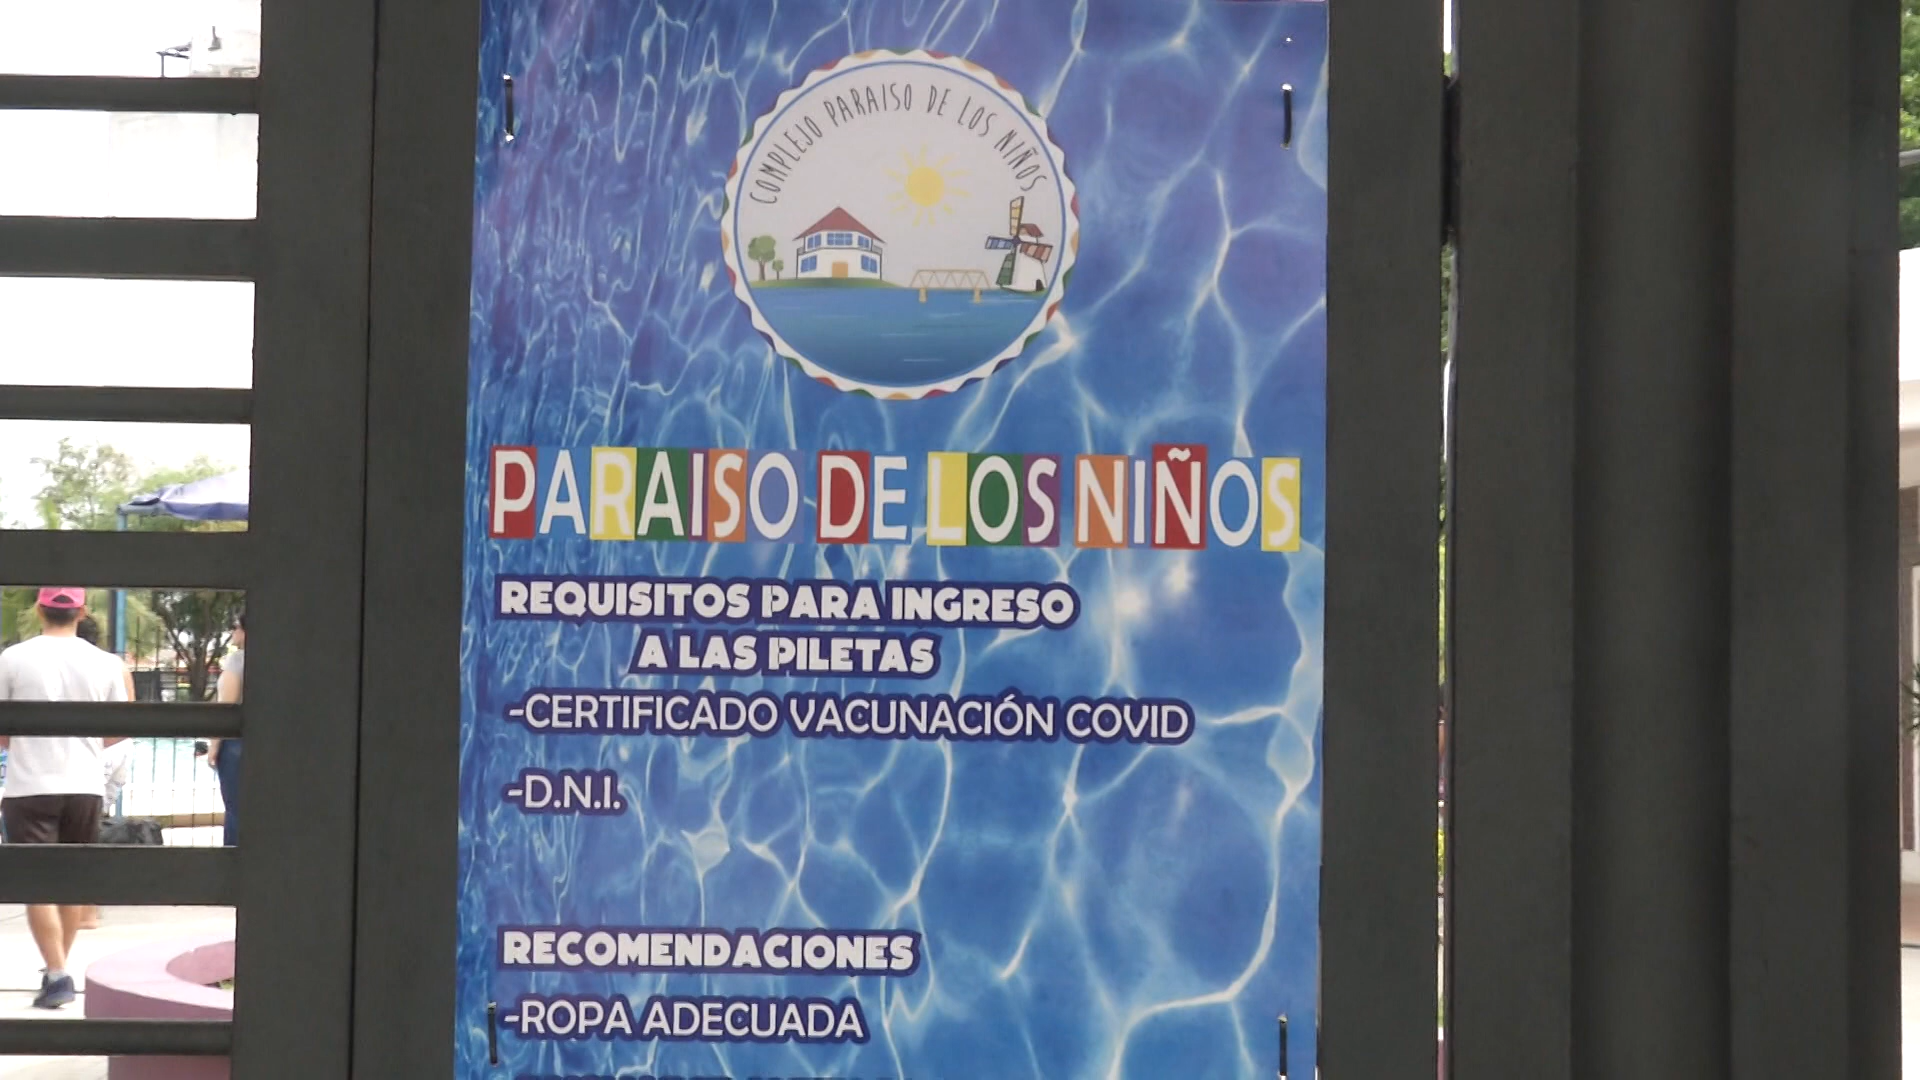 COMPLEJO PARAISO DE LOS NIÑOS
PARAISO DE LOS NIÑOS
REQUISITOS PARA INGRESO
A LAS PILETAS
-CERTIFICADO VACUNACIÓN COVID
-D.N.I.
RECOMENDACIONES
-ROPA ADECUADA